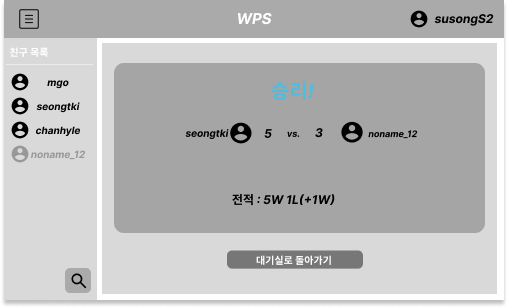 WPS
susongS2
친구 목록
mgo
seongtki
chanhyle
noname_12
승리!
seongtki 5 vs. 3 noname_12
전적 : 5W 1L(+1W)
대기실로 돌아가기